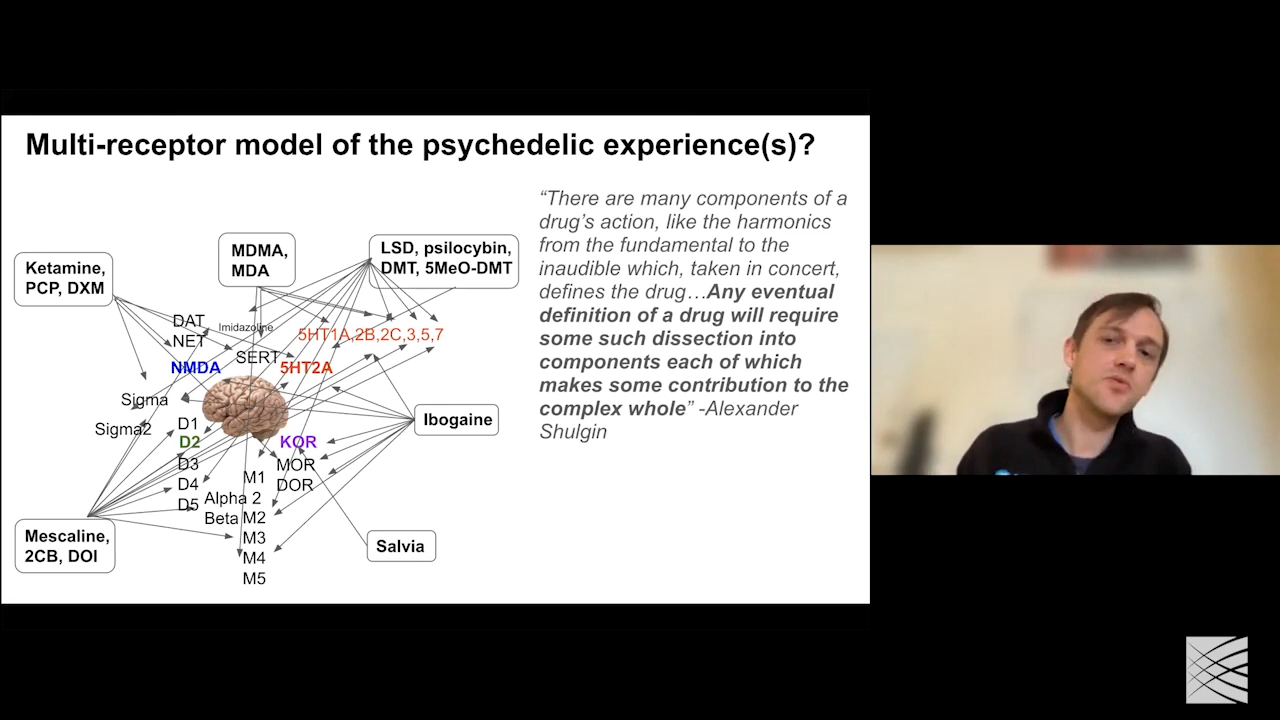 Multi-receptor model of the psychedelic experience(s)?
“There are many components of a
drug’s action, like the harmonics
from the fundamental to the
inaudible which, taken in concert,
defines the drug…Any eventual
definition of a drug will require
some such dissection into
components each of which
makes some contribution to the
complex whole” -Alexander
Shulgin
Ketamine,
PCP, DXM
MDMA,
MDA
LSD, psilocybin,
DMT, 5MeO-DMT
DAT
Imidazoline
NET
5HT1A,2B,2C,3,5,7
SERT
NMDA
5HT2A
Sigma
Sigma2
D1
D2
D3
D4
D5
KOR
MOR
DOR
Alpha 2
Beta
M1
M2
M3
M4
M5
Ibogaine
Mescaline,
2CB, DOI
Salvia